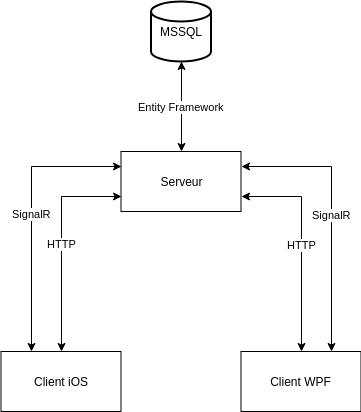 MSSQL
Entity Framework
Serveur
SignalR
SignalR
HTTP
HTTP
Client iOS
Client WPF